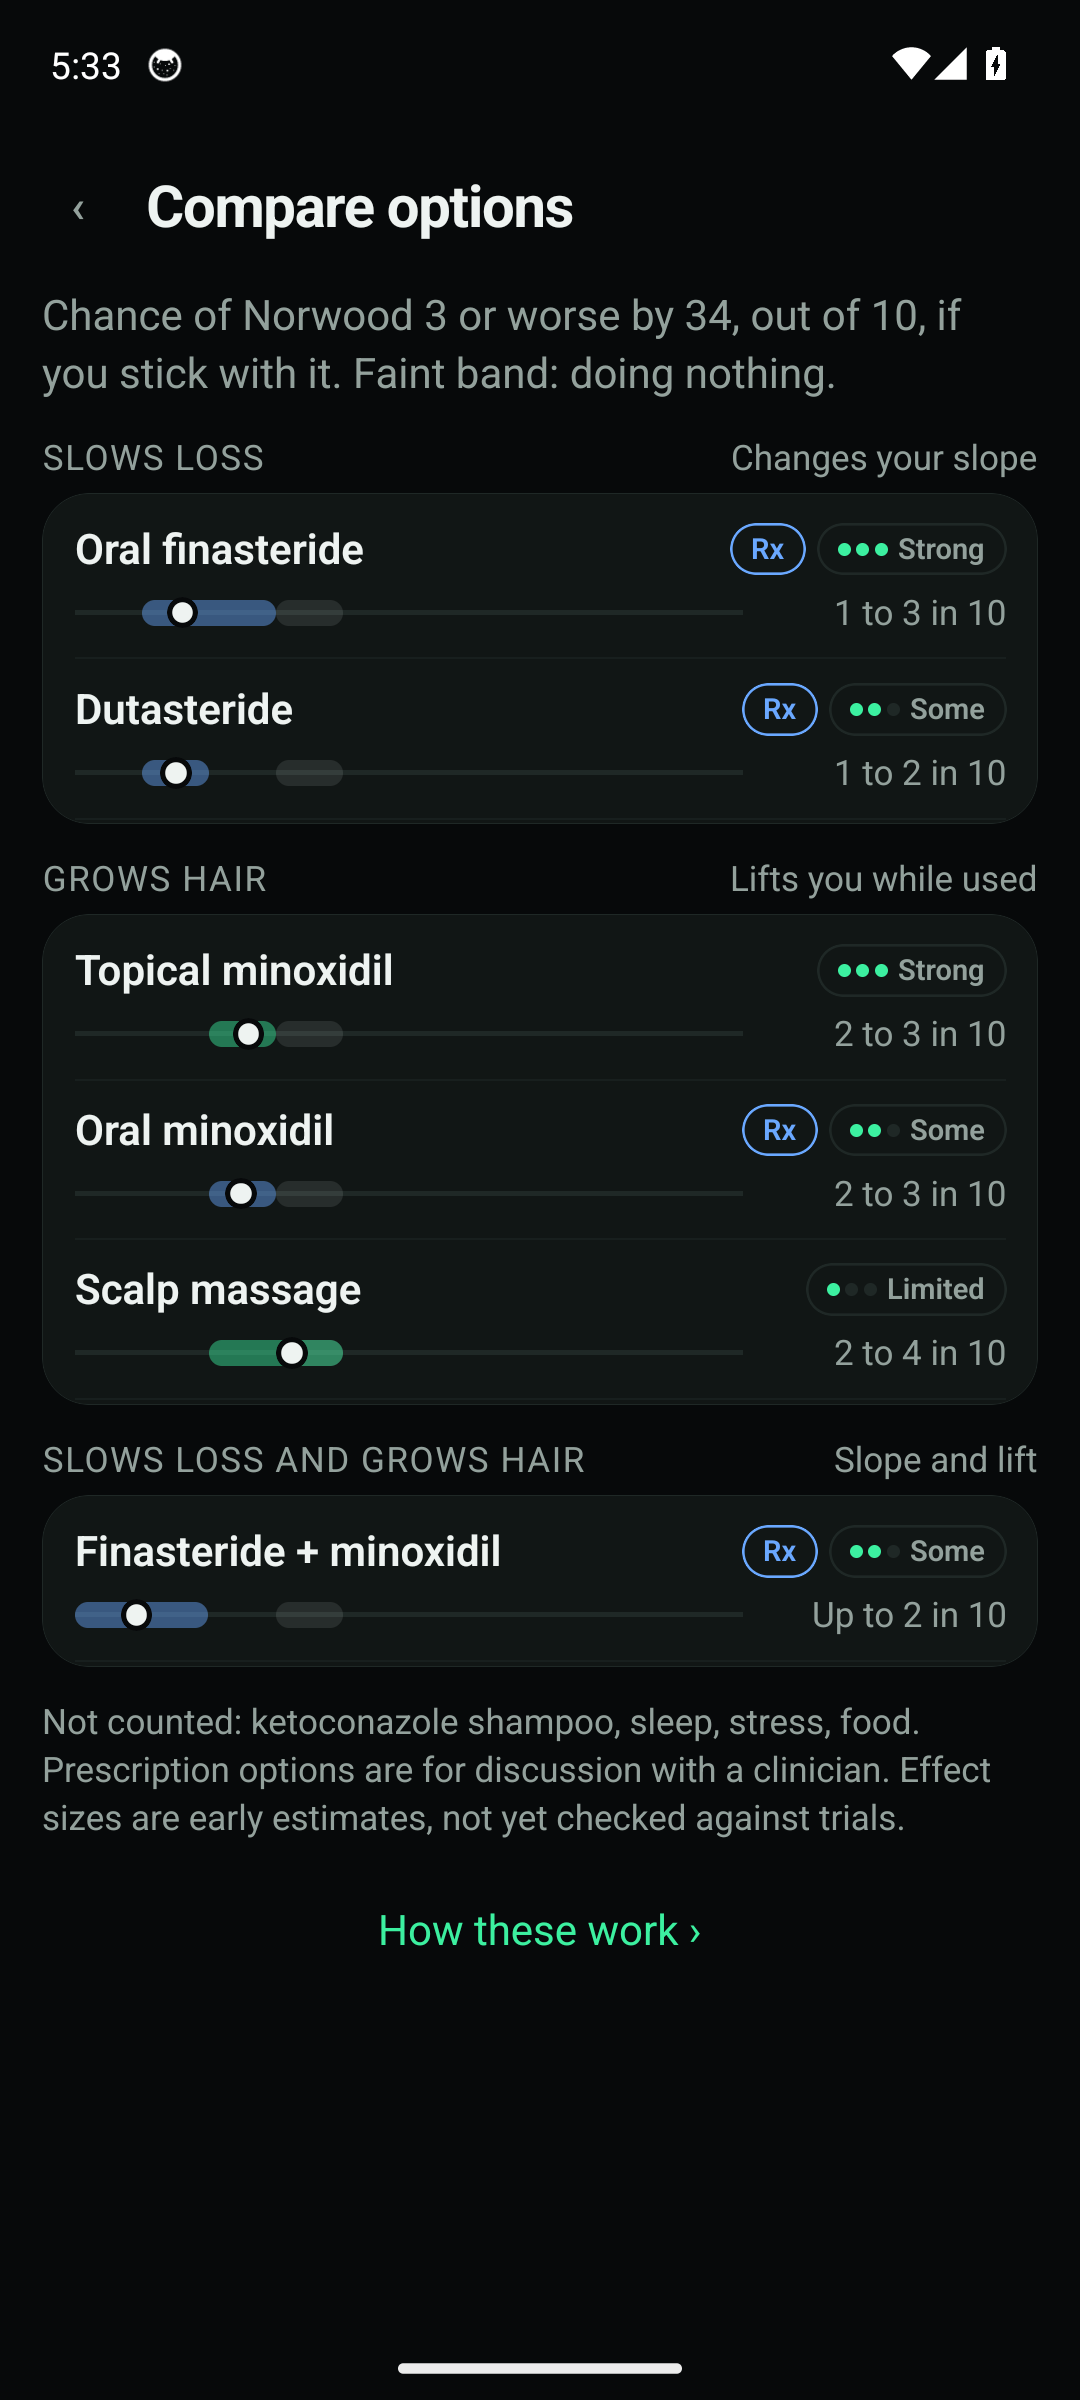 5:33
‹ Compare options
Chance of Norwood 3 or worse by 34, out of 10, if
you stick with it. Faint band: doing nothing.
SLOWS LOSS Changes your slope
Oral finasteride Rx Strong
1 to 3 in 10
Dutasteride Rx Some
1 to 2 in 10
GROWS HAIR Lifts you while used
Topical minoxidil Strong
2 to 3 in 10
Oral minoxidil Rx Some
2 to 3 in 10
Scalp massage Limited
2 to 4 in 10
SLOWS LOSS AND GROWS HAIR Slope and lift
Finasteride + minoxidil Rx Some
Up to 2 in 10
Not counted: ketoconazole shampoo, sleep, stress, food.
Prescription options are for discussion with a clinician. Effect
sizes are early estimates, not yet checked against trials.
How these work ›